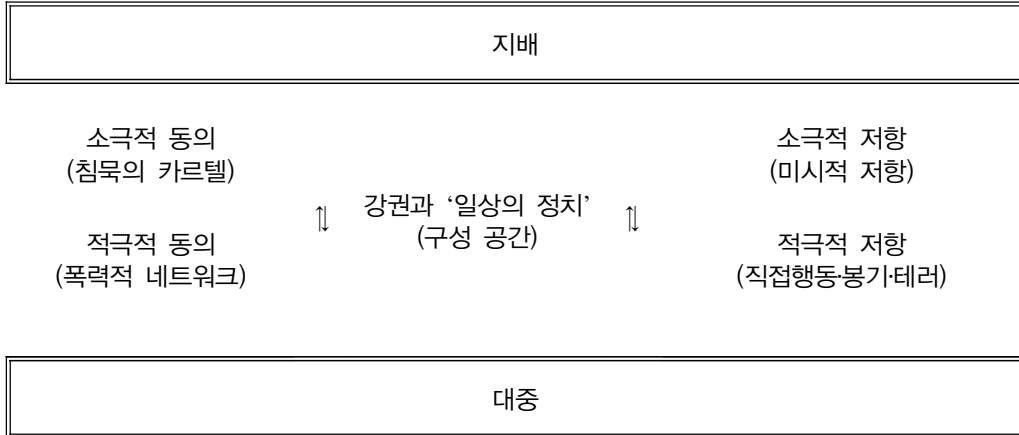 지배
소극적 동의
(침묵의 카르텔)
적극적 동의
(폭력적 네트워크)
⇅
강권과 ‘일상의 정치’
(구성 공간)
⇅
소극적 저항
(미시적 저항)
적극적 저항
(직접행동·봉기·테러)
대중